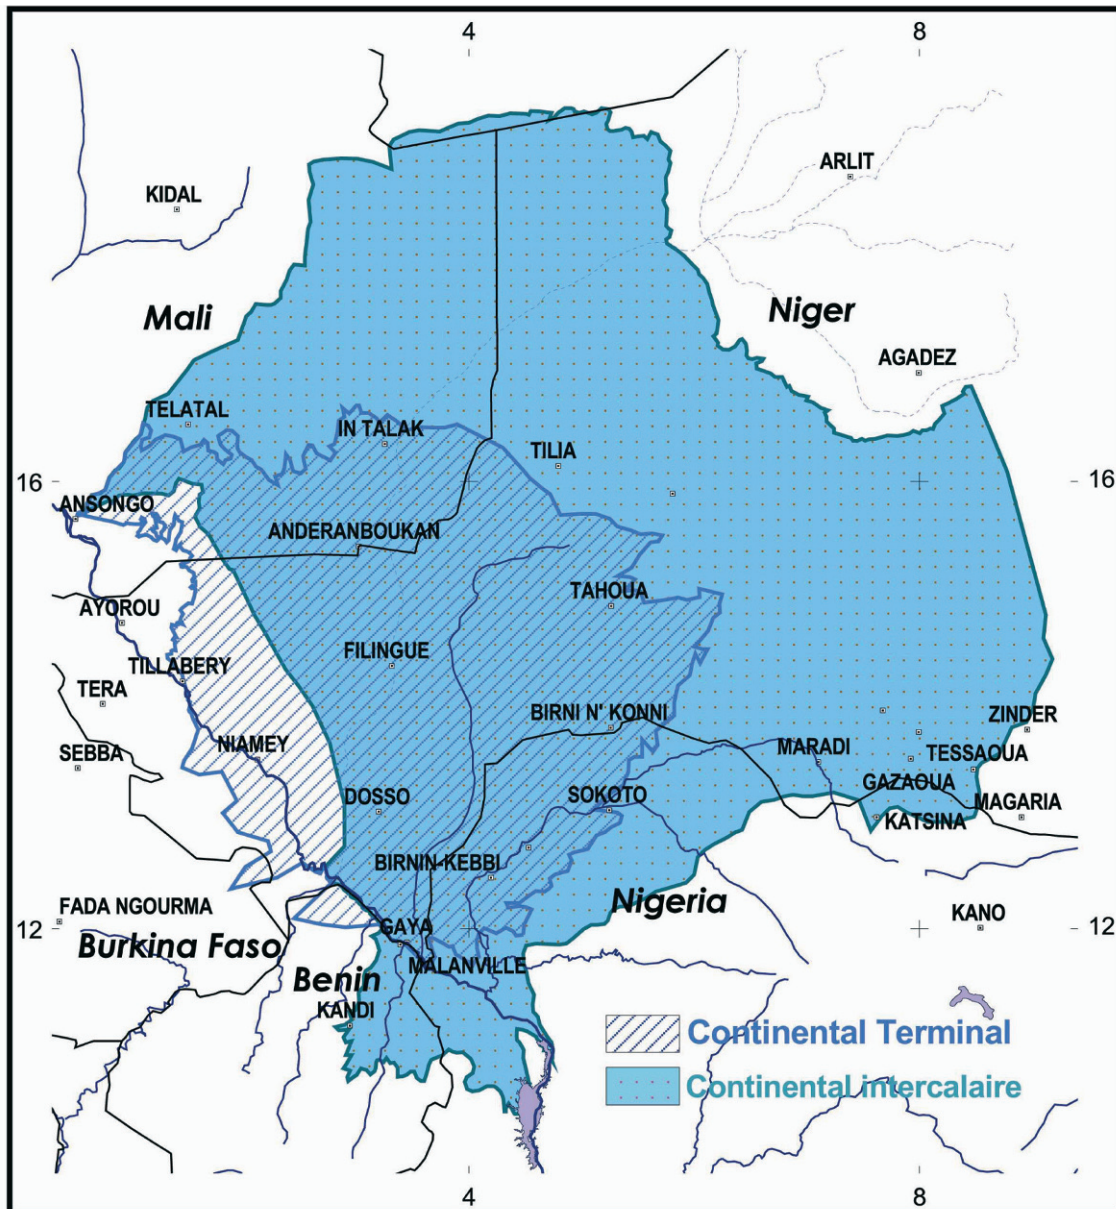 4 8
ARLIT
KIDAL
Mali
Niger
AGADEZ
TELATAL
IN TALAK
TILIA
16 16
ANSONGO
ANDERANBOUKAN
TAHOUA
AYOROU
FILINGUE
TILLABERY
TERA
BIRNI N' KONNI
ZINDER
NIAMEY
MARADI
SEBBA
TESSAOUA
GAZAOUA
DOSSO
SOKOTO
MAGARIA
KATSINA
BIRNIN-KEBBI
Nigeria
FADA NGOURMA
KANO
12 12
GAYA
Burkina Faso
MALANVILLE
Benin
KANDI
Continental Terminal
Continental intercalaire
4 8